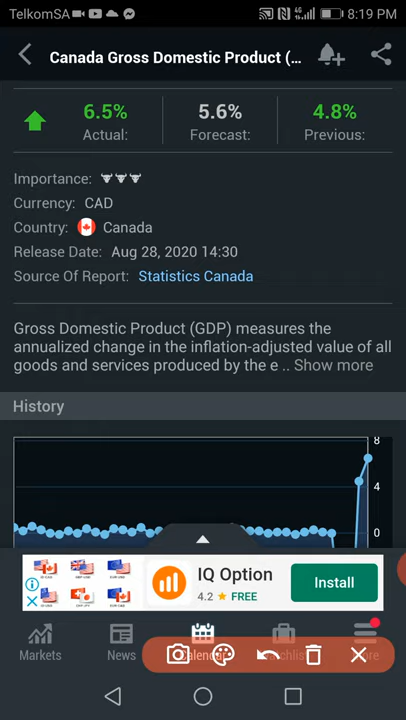 TelkomSA 8:19 PM
Canada Gross Domestic Product (...
6.5% 5.6% 4.8%
Actual: Forecast: Previous:
Importance:
Currency: CAD
Country: Canada
Release Date: Aug 28, 2020 14:30
Source Of Report: Statistics Canada
Gross Domestic Product (GDP) measures the
annualized change in the inflation-adjusted value of all
goods and services produced by the e .. Show more
History
8
4
0
IQ Option
4.2 ★ FREE
Install
Markets News Calendar